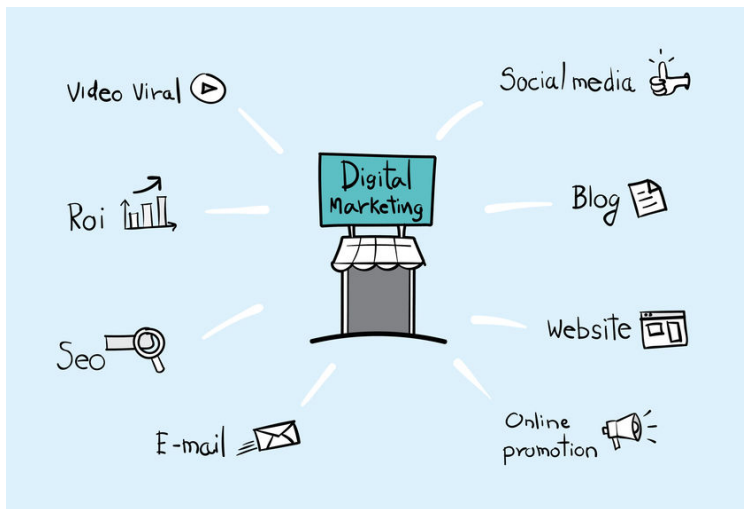 Video Viral
Social media
Digital
Marketing
Roi
Blog
Seo
Website
E-mail
Online
promotion